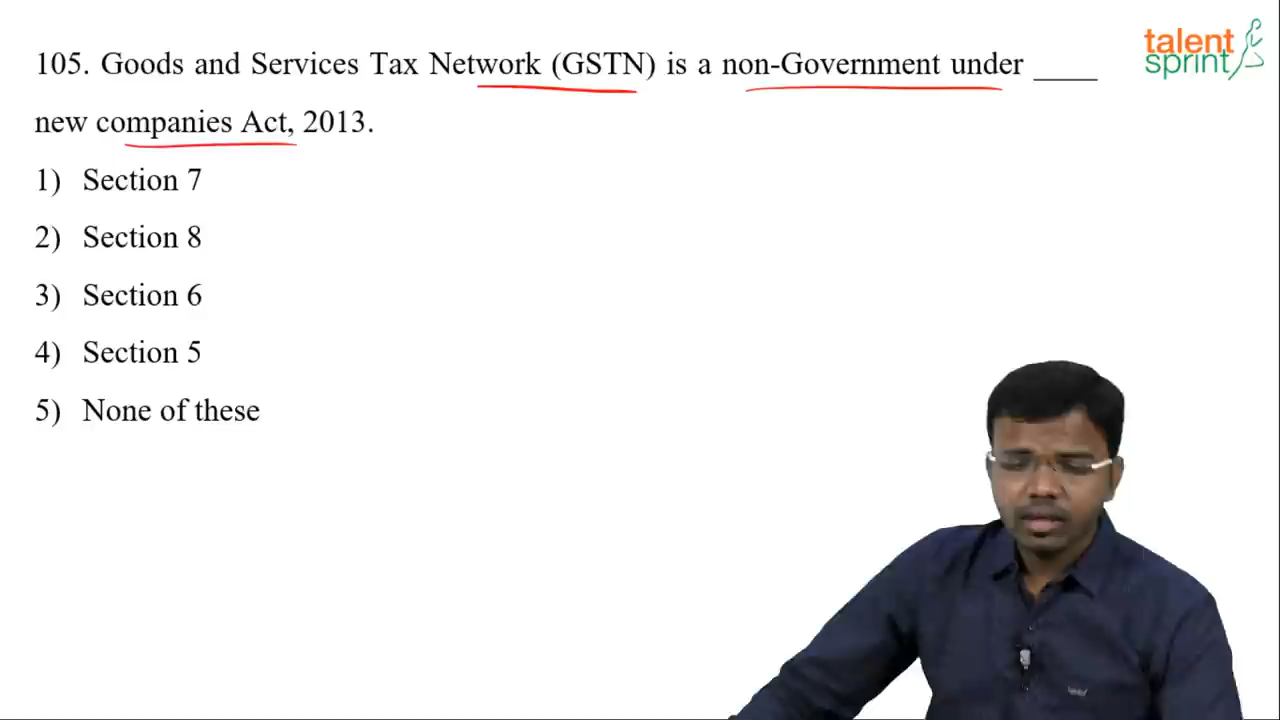 talent
sprint
105. Goods and Services Tax Network (GSTN) is a non-Government under ____
new companies Act, 2013.
1) Section 7
2) Section 8
3) Section 6
4) Section 5
5) None of these